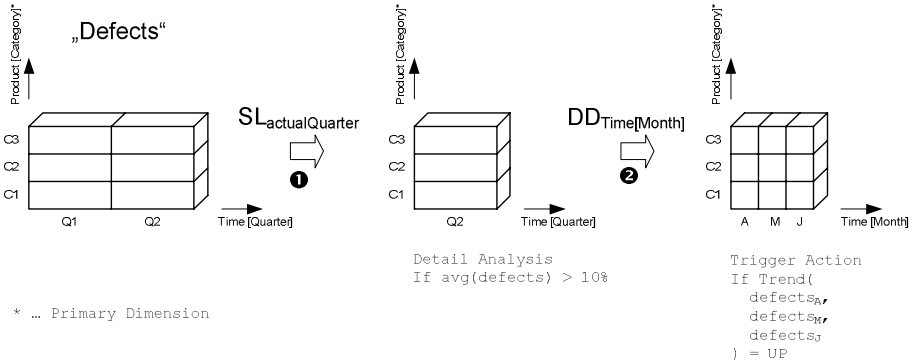 „Defects“
Product [Category]*
C3
C2
C1
Q1 Q2
Time [Quarter]
SLactualQuarter
❶
Product [Category]*
C3
C2
C1
Q2
Time [Quarter]
Detail Analysis
If avg(defects) > 10%
DDTime[Month]
❷
Product [Category]*
C3
C2
C1
A M J
Time [Month]
Trigger Action
If Trend(
defectsA,
defectsM,
defectsJ
) = UP
* … Primary Dimension